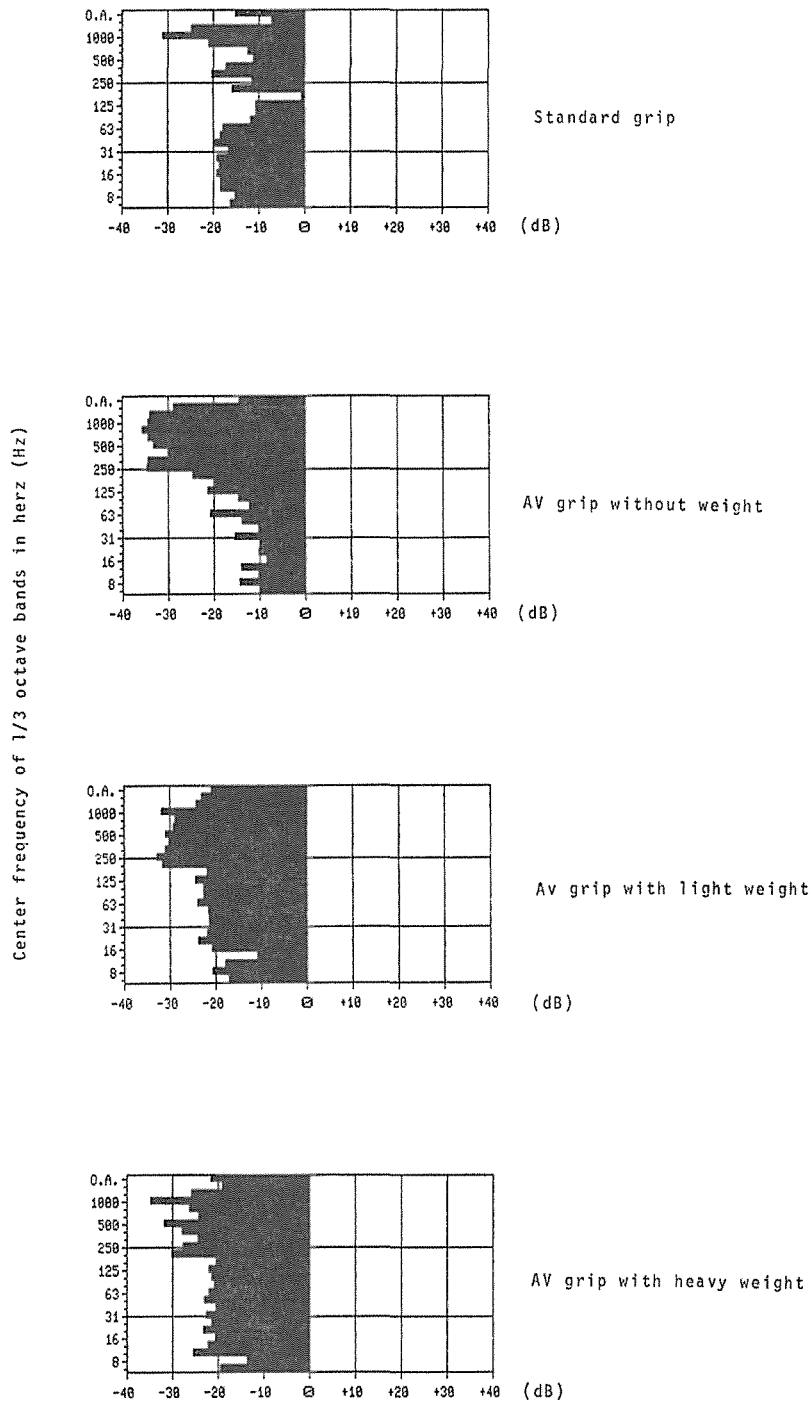 Center frequency of 1/3 octave bands in herz (Hz)
O.A.
1000
500
250
125
63
31
16
8
-40 -30 -20 -10 0 +10 +20 +30 +40 (dB)
Standard grip
O.A.
1000
500
250
125
63
31
16
8
-40 -30 -20 -10 0 +10 +20 +30 +40 (dB)
AV grip without weight
O.A.
1000
500
250
125
63
31
16
8
-40 -30 -20 -10 0 +10 +20 +30 +40 (dB)
Av grip with light weight
O.A.
1000
500
250
125
63
31
16
8
-40 -30 -20 -10 0 +10 +20 +30 +40 (dB)
AV grip with heavy weight